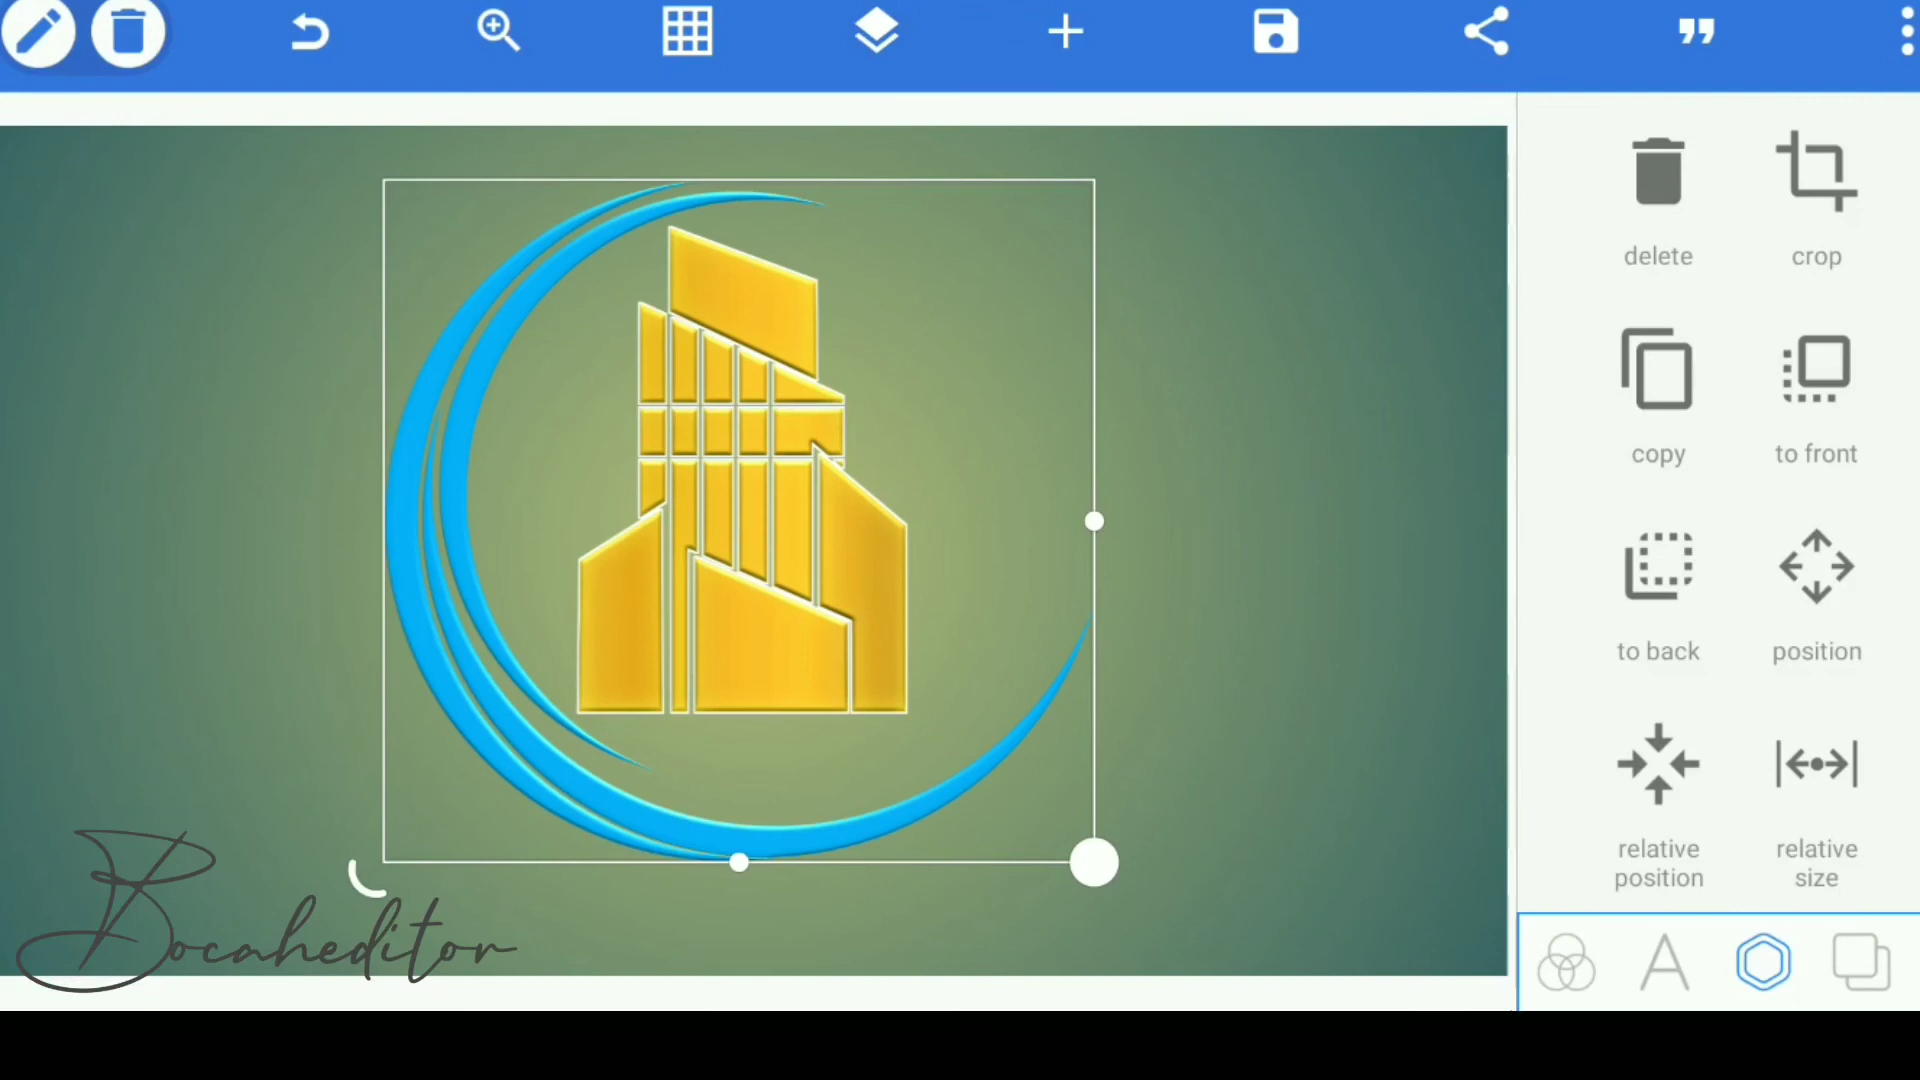 delete
crop
copy
to front
to back
position
relative
position
relative
size
Bocaheditor